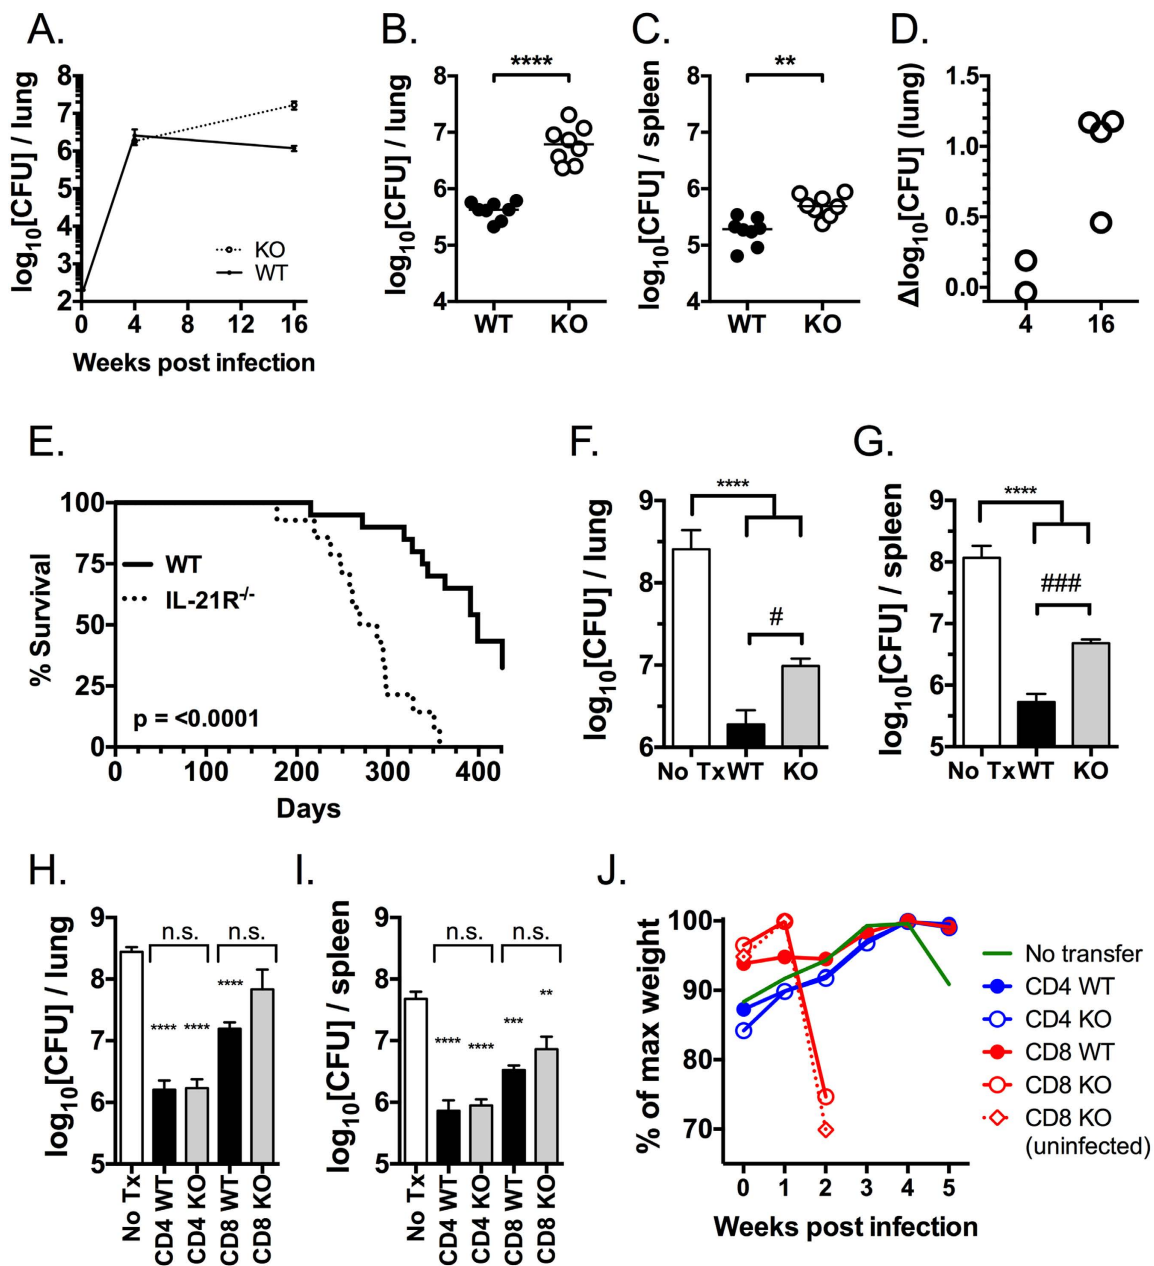 A.
log10[CFU] / lung
8
7
6
5
4
3
2
0 4 8 12 16
Weeks post infection
KO
WT
B.
log10[CFU] / lung
****
8
7
6
5
4
WT KO
C.
log10[CFU] / spleen
**
8
7
6
5
4
WT KO
D.
Δlog10[CFU] (lung)
1.5
1.0
0.5
0.0
4 16
E.
% Survival
100
75
50
25
0
WT
IL-21R-/-
p = <0.0001
0 100 200 300 400
Days
F.
log10[CFU] / lung
****
#
9
8
7
6
No Tx WT KO
G.
log10[CFU] / spleen
****
###
9
8
7
6
5
No Tx WT KO
H.
log10[CFU] / lung
n.s. n.s.
9
8
7
6
5
**** **** ****
No Tx
CD4 WT
CD4 KO
CD8 WT
CD8 KO
I.
log10[CFU] / spleen
n.s. n.s.
9
8
7
6
5
**** **** *** **
No Tx
CD4 WT
CD4 KO
CD8 WT
CD8 KO
J.
% of max weight
100
90
80
70
0 1 2 3 4 5
Weeks post infection
No transfer
CD4 WT
CD4 KO
CD8 WT
CD8 KO
CD8 KO
(uninfected)